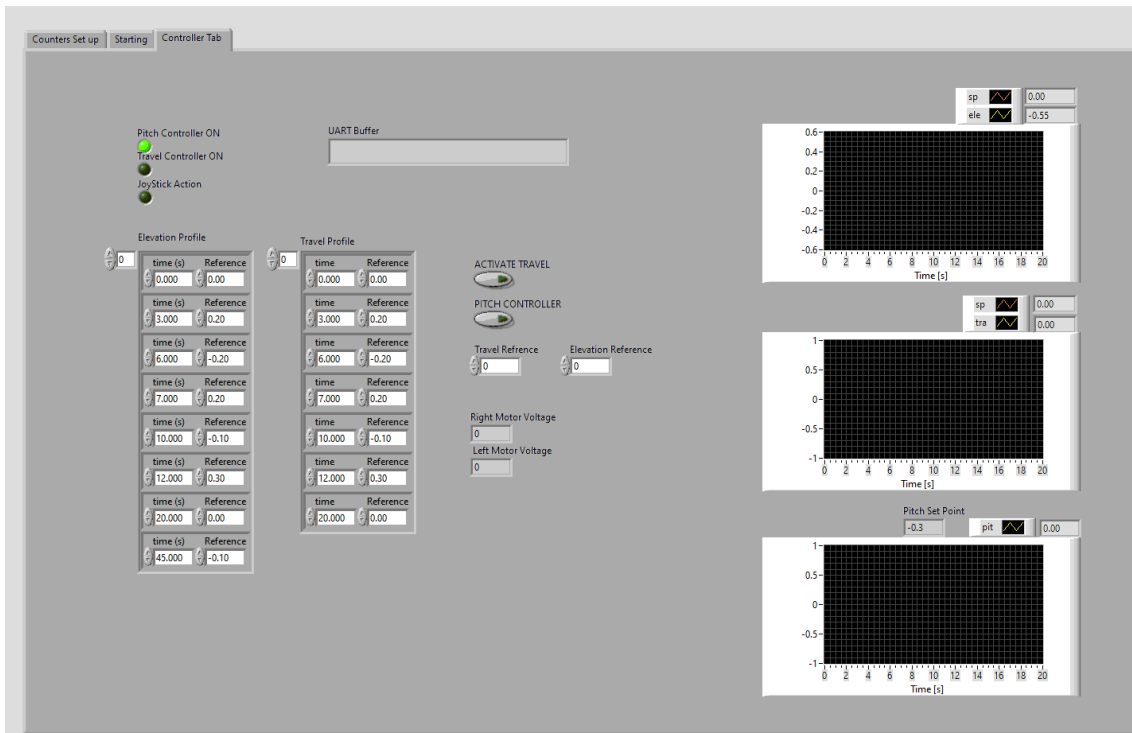 Counters Set up Starting Controller Tab
Pitch Controller ON
Travel Controller ON
JoyStick Action
UART Buffer
Elevation Profile
0
time (s) Reference
0.000 0.00
time (s) Reference
3.000 0.20
time (s) Reference
6.000 -0.20
time (s) Reference
7.000 0.20
time (s) Reference
10.000 -0.10
time (s) Reference
12.000 0.30
time (s) Reference
20.000 0.00
time (s) Reference
45.000 -0.10
Travel Profile
0
time Reference
0.000 0.00
time Reference
3.000 0.20
time Reference
6.000 -0.20
time Reference
7.000 0.20
time Reference
10.000 -0.10
time Reference
12.000 0.30
time Reference
20.000 0.00
ACTIVATE TRAVEL
PITCH CONTROLLER
Travel Refrence Elevation Reference
0 0
Right Motor Voltage
0
Left Motor Voltage
0
sp 0.00
ele -0.55
0.6
0.4
0.2
0
-0.2
-0.4
-0.6
0 2 4 6 8 10 12 14 16 18 20
Time [s]
sp 0.00
tra 0.00
1
0.5
0
-0.5
-1
0 2 4 6 8 10 12 14 16 18 20
Time [s]
Pitch Set Point
-0.3 pit 0.00
1
0.5
0
-0.5
-1
0 2 4 6 8 10 12 14 16 18 20
Time [s]